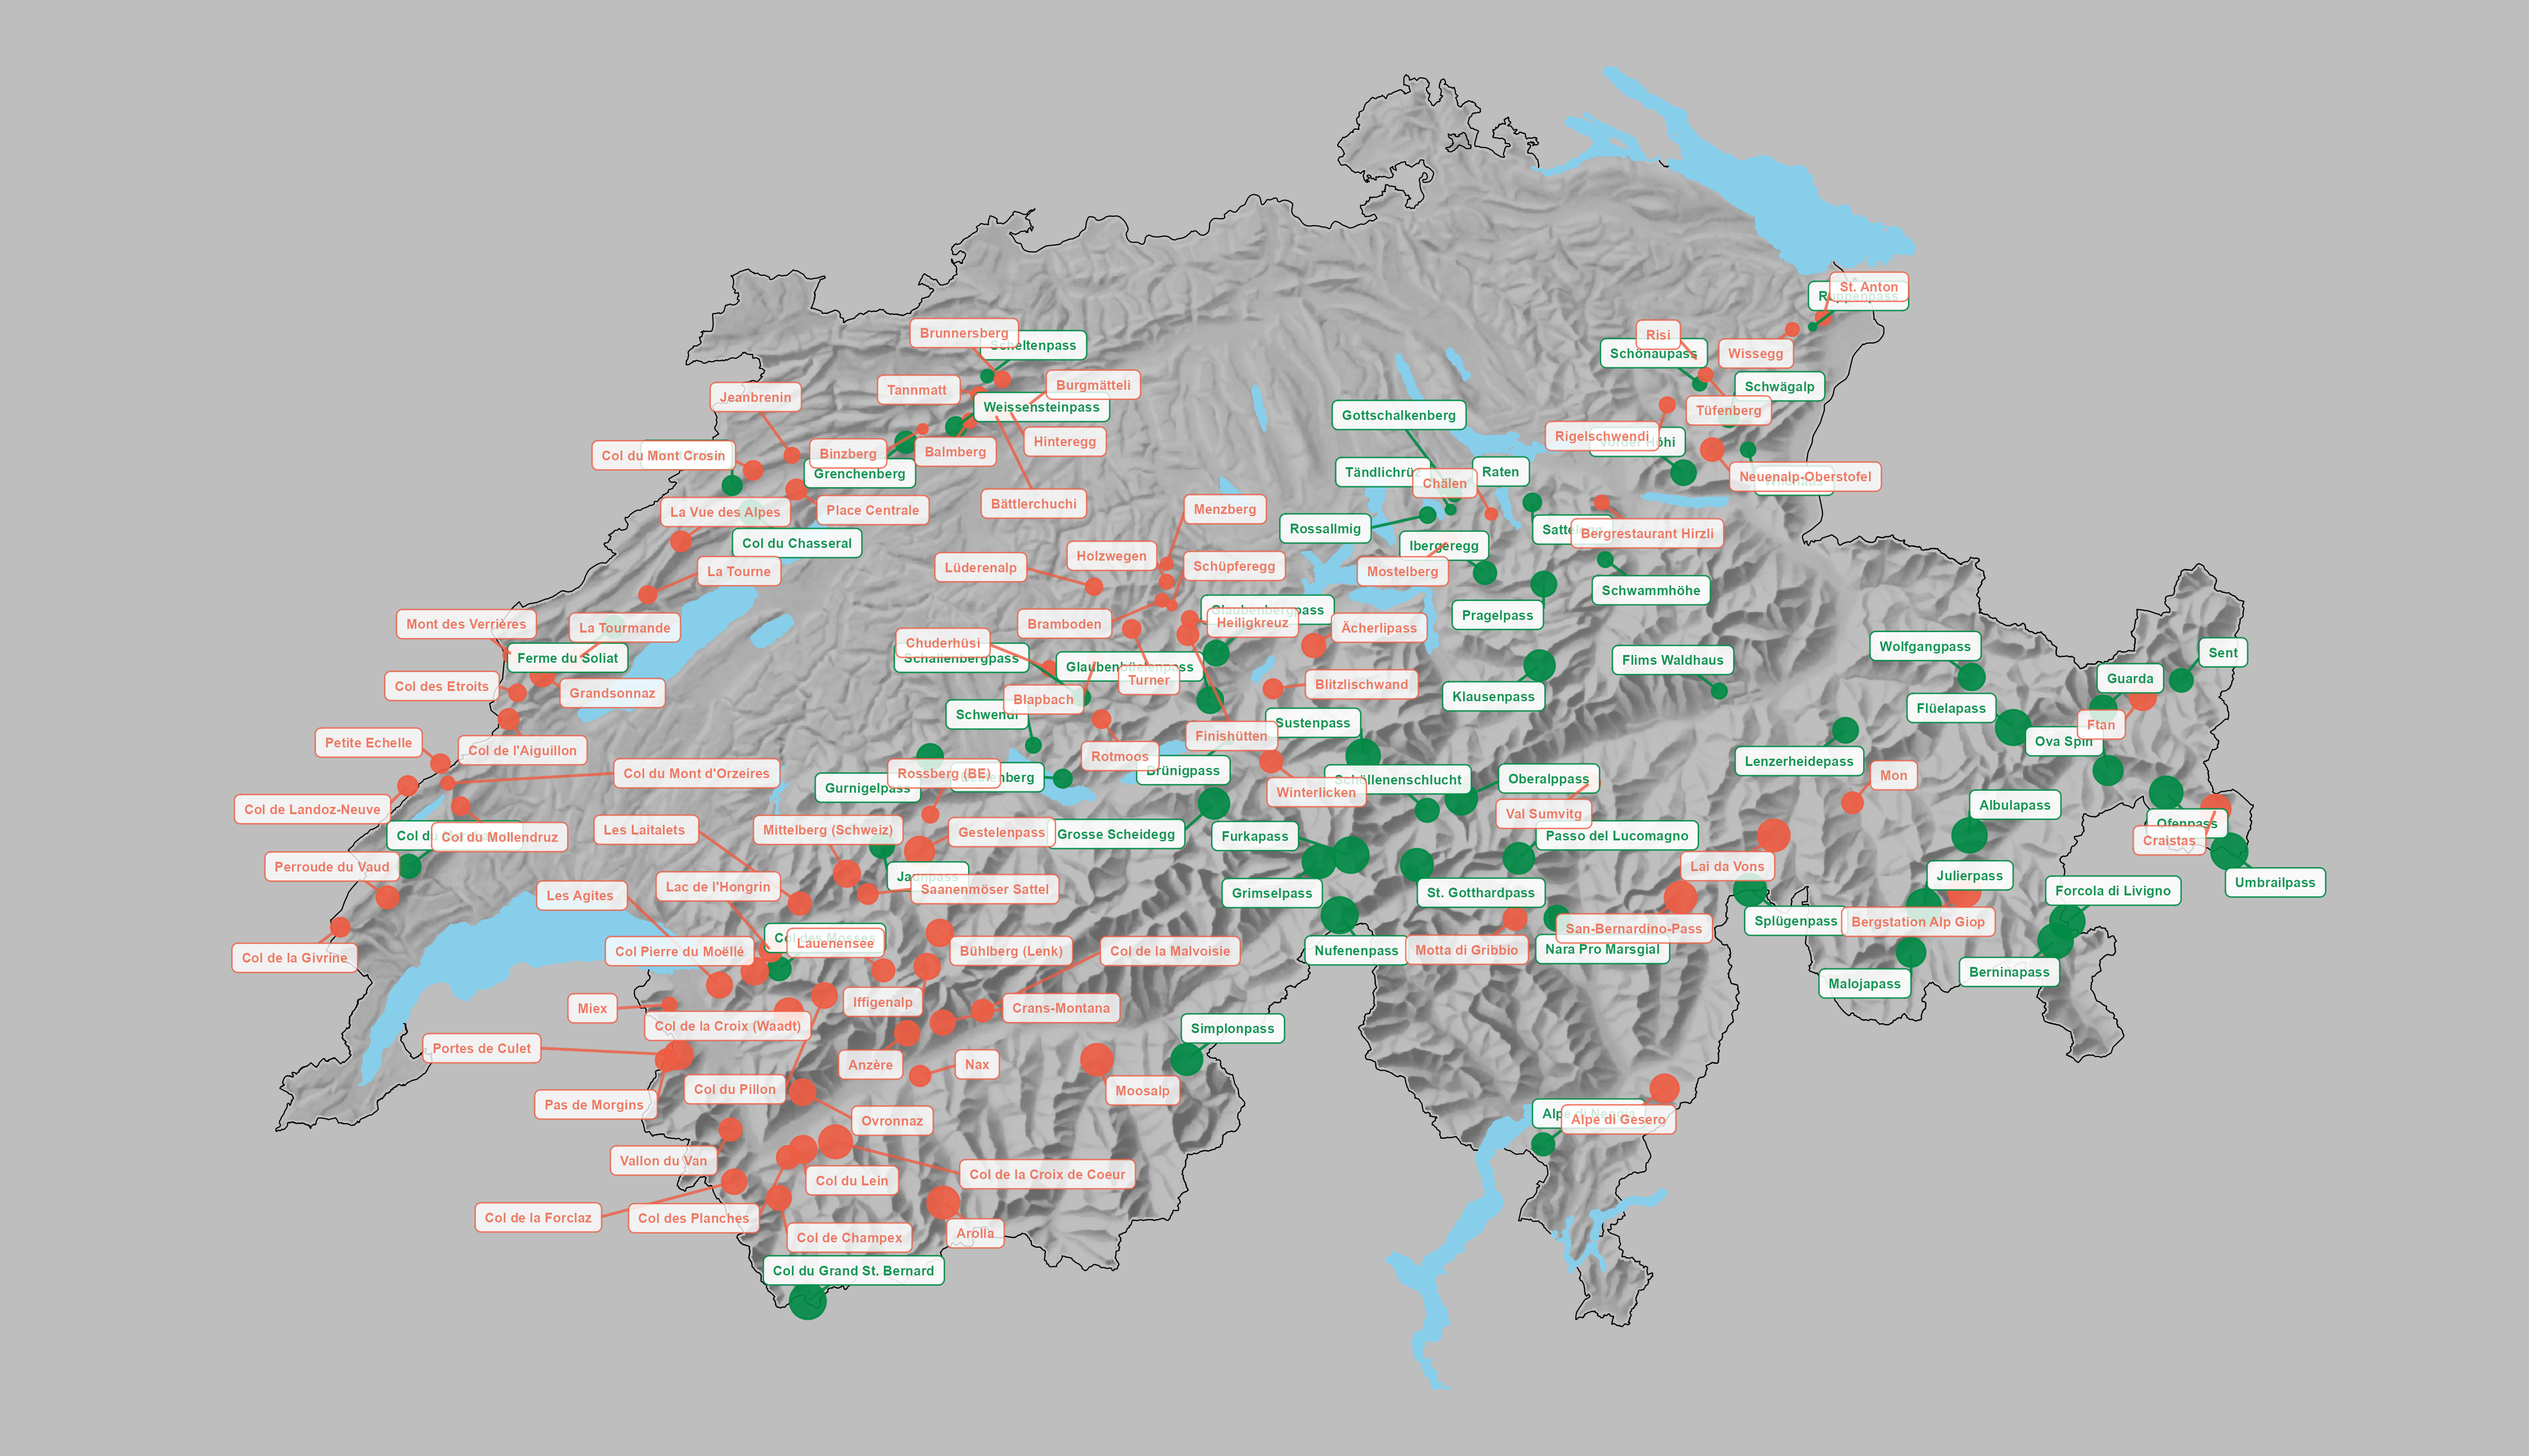 St. Anton
Brunnersberg
Risi
Scheltenpass
Schönaupass
Wissegg
Tannmatt
Burgmätteli
Schwägalp
Jeanbrenin
Weissensteinpass
Tüfenberg
Gottschalkenberg
Rigelschwendi
Hinteregg
Col du Mont Crosin
Binzberg
Balmberg
Grenchenberg
Raten
Chälen
Neuenalp-Oberstofel
Bättlerchuchi
La Vue des Alpes
Place Centrale
Menzberg
Rossallmig
Bergrestaurant Hirzli
Col du Chasseral
Ibergeregg
Holzwegen
Lüderenalp
Schüpferegg
La Tourne
Mostelberg
Schwammhöhe
Glaubenbergpass
Pragelpass
Mont des Verrières
La Tourmande
Bramboden
Heiligkreuz
Ächerlipass
Chuderhüsi
Schallenbergpass
Wolfgangpass
Sent
Ferme du Soliat
Glaubenbüelenpass
Flims Waldhaus
Turner
Guarda
Col des Etroits
Grandsonnaz
Blitzlischwand
Blapbach
Klausenpass
Flüelapass
Schwendi
Sustenpass
Ftan
Petite Echelle
Col de l'Aiguillon
Finishütten
Ova Spin
Rotmoos
Lenzerheidepass
Col du Mont d'Orzeires
Rossberg (BE)
Brünigpass
Schöllenenschlucht
Oberalppass
Mon
Gurnigelpass
Winterlicken
Col de Landoz-Neuve
Val Sumvitg
Albulapass
Ofenpass
Col du Mollendruz
Les Laitalets
Mittelberg (Schweiz)
Gestelenpass
Grosse Scheidegg
Furkapass
Passo del Lucomagno
Craistas
Perroude du Vaud
Lai da Vons
Jaunpass
Julierpass
Umbrailpass
Les Agites
Lac de l'Hongrin
Saanenmöser Sattel
Grimselpass
St. Gotthardpass
Forcola di Livigno
Splügenpass
Bergstation Alp Giop
San-Bernardino-Pass
Col des Mosses
Lauenensee
Col de la Givrine
Col Pierre du Moëllé
Bühlberg (Lenk)
Col de la Malvoisie
Nufenenpass
Motta di Gribbio
Nara Pro Marsgial
Berninapass
Malojapass
Miex
Iffigenalp
Crans-Montana
Col de la Croix (Waadt)
Simplonpass
Portes de Culet
Anzère
Nax
Col du Pillon
Moosalp
Pas de Morgins
Alpe di Neggia
Alpe di Gesero
Ovronnaz
Vallon du Van
Col du Lein
Col de la Croix de Coeur
Col de la Forclaz
Col des Planches
Col de Champex
Arolla
Col du Grand St. Bernard